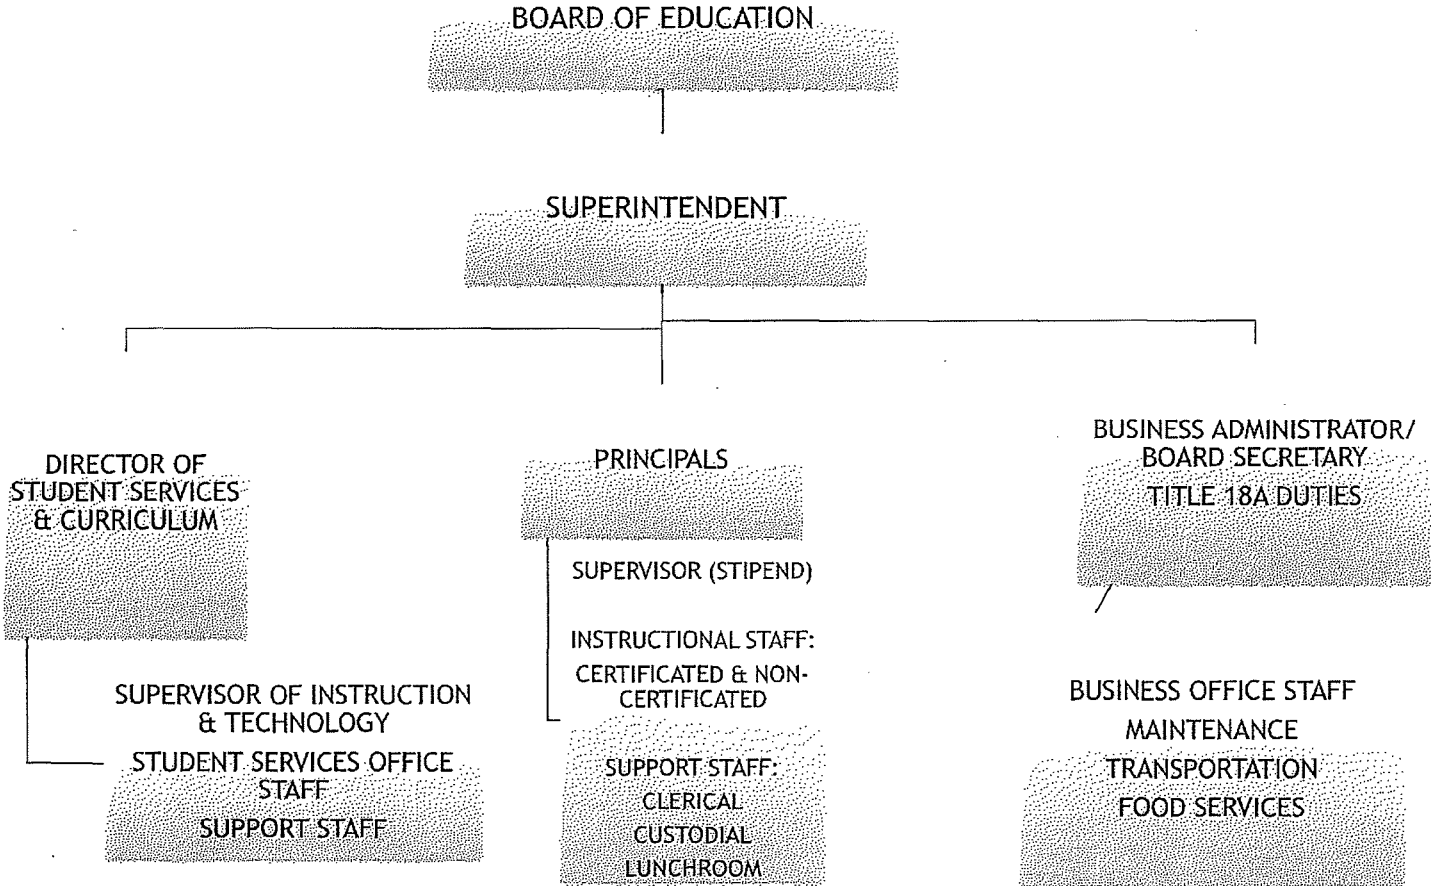 BOARD OF EDUCATION
SUPERINTENDENT
DIRECTOR OF
STUDENT SERVICES
& CURRICULUM
SUPERVISOR OF INSTRUCTION
& TECHNOLOGY
STUDENT SERVICES OFFICE
STAFF
SUPPORT STAFF
PRINCIPALS
SUPERVISOR (STIPEND)
INSTRUCTIONAL STAFF:
CERTIFICATED & NON-
CERTIFICATED
SUPPORT STAFF:
CLERICAL
CUSTODIAL
LUNCHROOM
BUSINESS ADMINISTRATOR/
BOARD SECRETARY
TITLE 18A DUTIES
BUSINESS OFFICE STAFF
MAINTENANCE
TRANSPORTATION
FOOD SERVICES